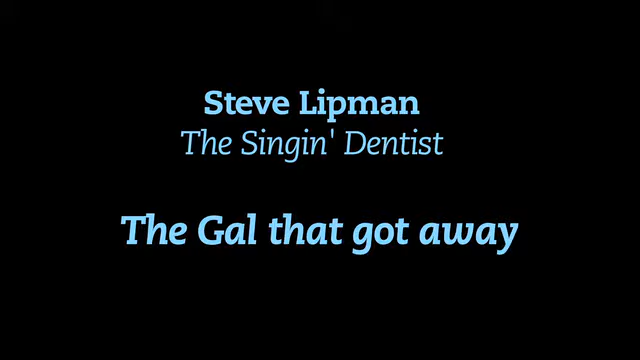 Steve Lipman
The Singin' Dentist
The Gal that got away